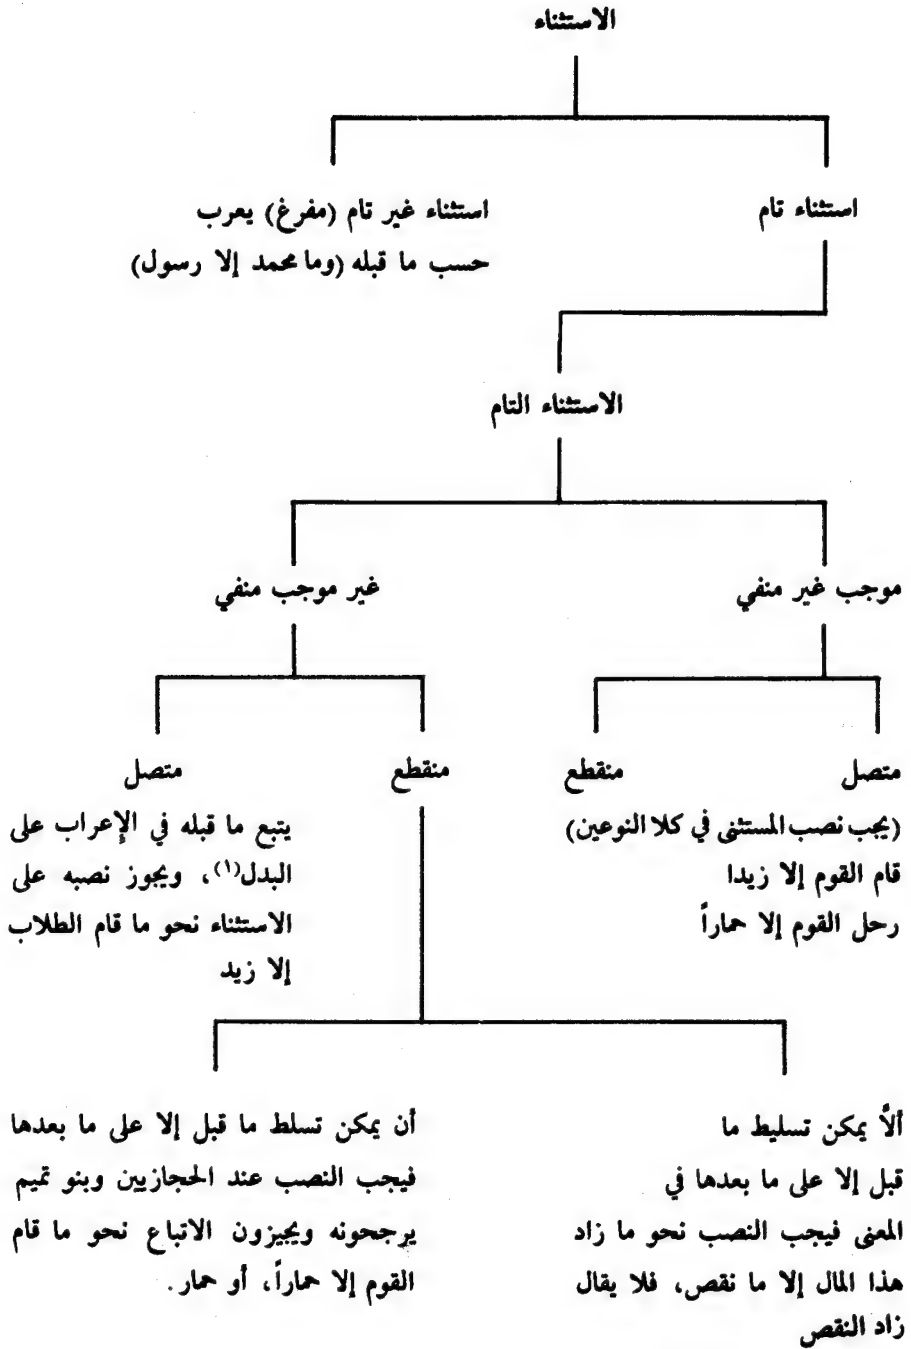 الاستثناء
استثناء تام
استثناء غير تام (مفرغ) يعرب
حسب ما قبله (وما محمد إلا رسول)
الاستثناء التام
موجب غير منفي
غير موجب منفي
متصل
منقطع
(يجب نصب المستثنى في كلا النوعين)
قام القوم إلا زيدا
رحل القوم إلا حماراً
منقطع
متصل
يتبع ما قبله في الإعراب على
البدل(١)، ويجوز نصبه على
الاستثناء نحو ما قام الطلاب
إلا زيد
ألاَّ يمكن تسليط ما
قبل إلا على ما بعدها في
المعنى فيجب النصب نحو ما زاد
هذا المال إلا ما نقص، فلا يقال
زاد النقص
أن يمكن تسلط ما قبل إلا على ما بعدها
فيجب النصب عند الحجازيين وبنو تميم
يرجحونه ويجيزون الاتباع نحو ما قام
القوم إلا حماراً، أو حمار.